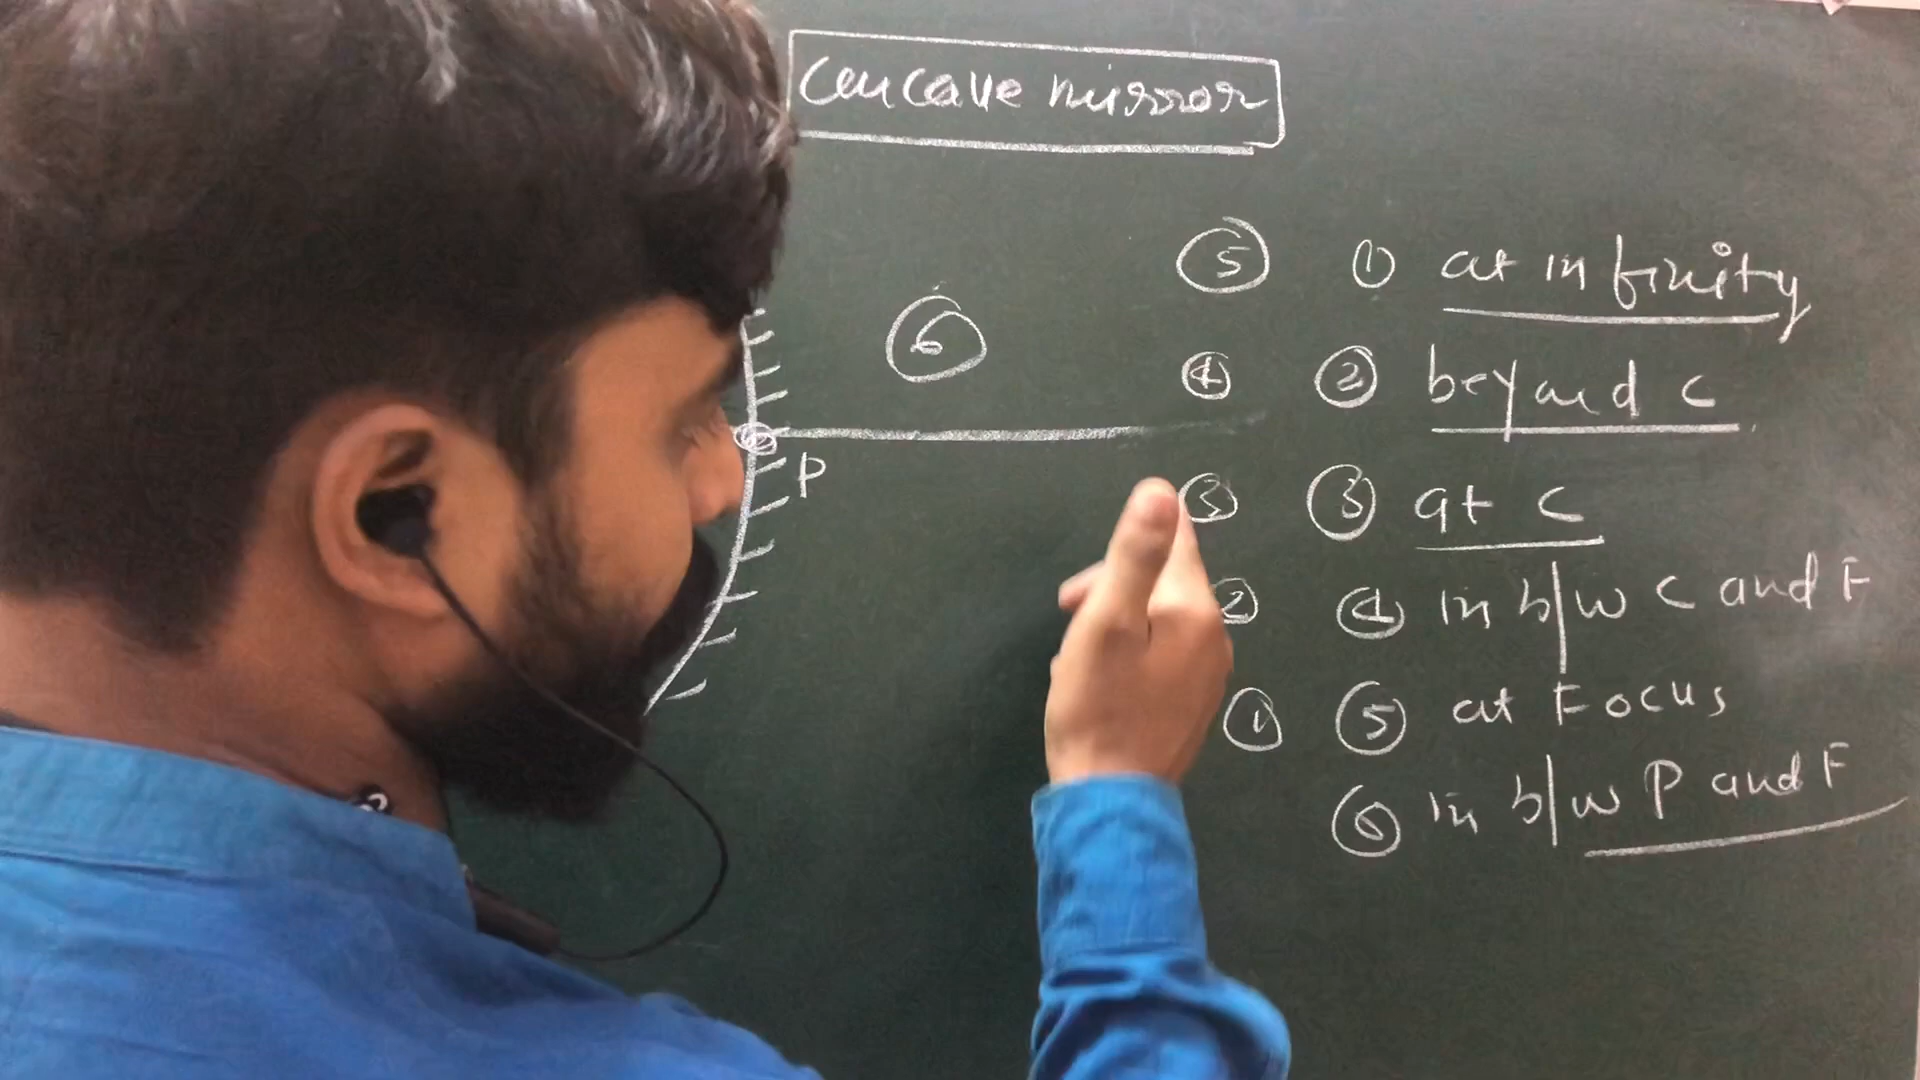 Concave mirror
⑤ ① at infinity
⑥
④ ② beyond C
P
③ ③ at C
② ④ in b/w C and F
① ⑤ at Focus
⑥ in b/w P and F